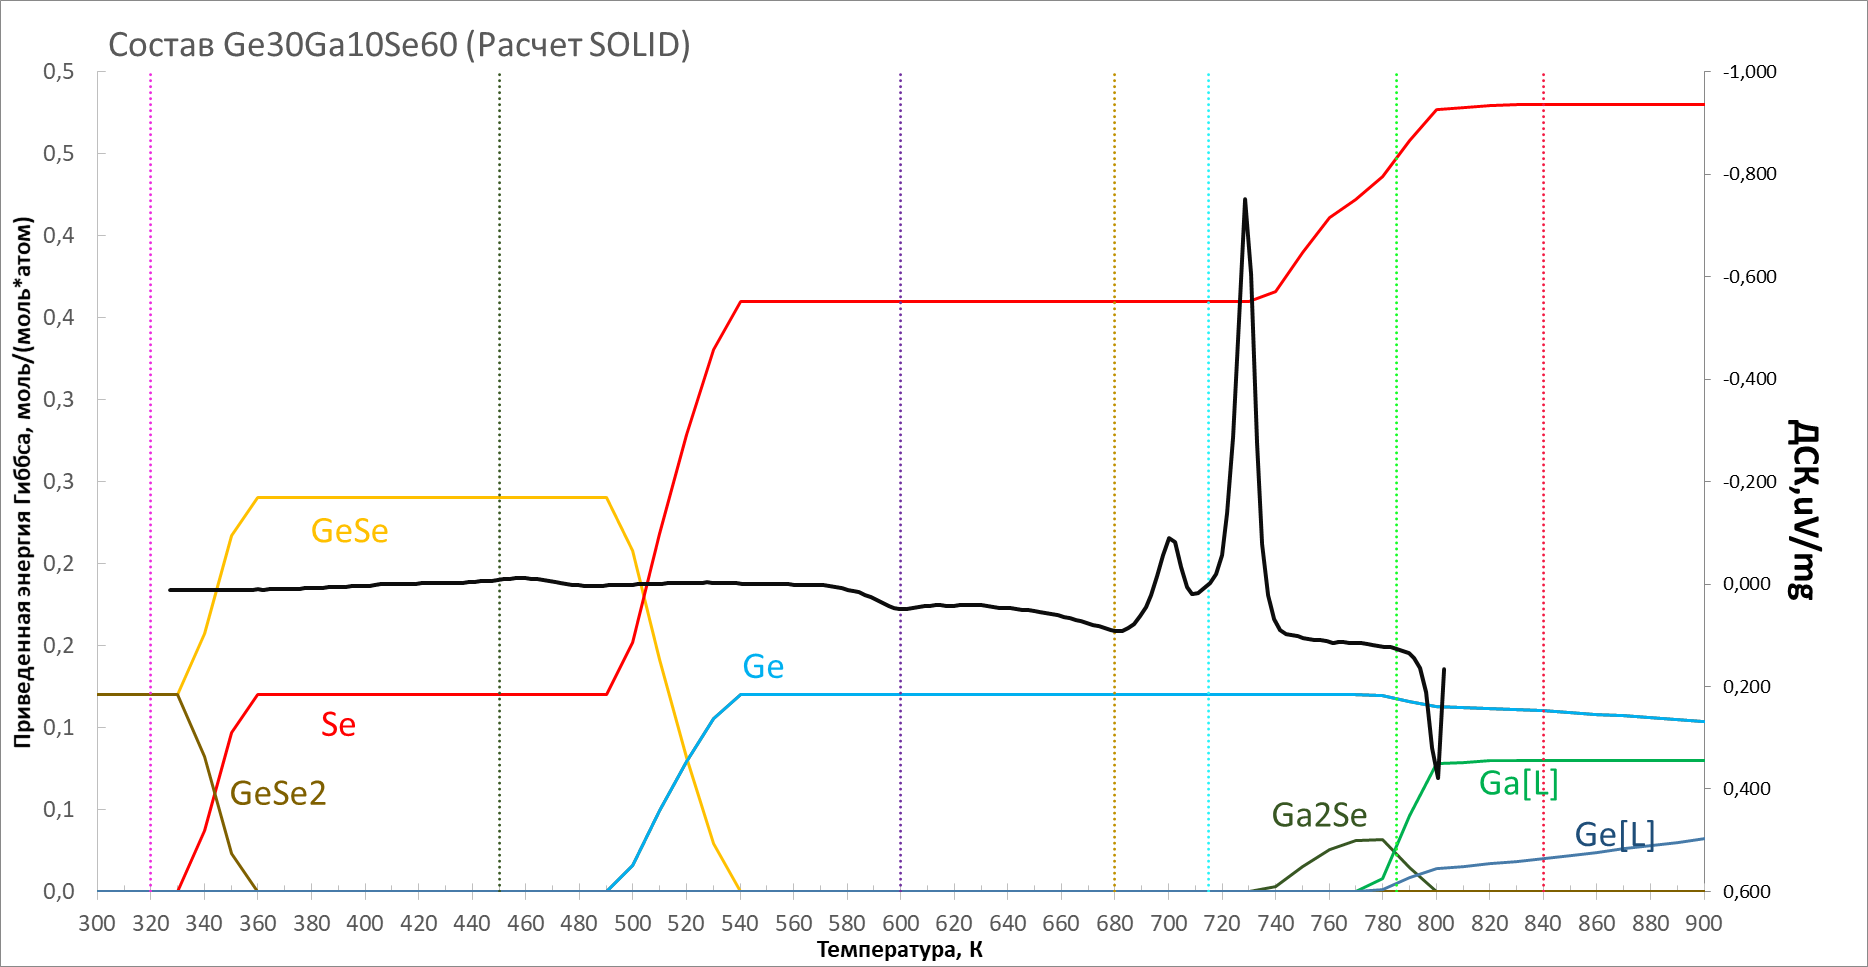 Состав Ge30Ga10Se60 (Расчет SOLID)
0,5
0,5
0,4
0,4
0,3
0,3
0,2
0,2
0,1
0,1
0,0
Приведенная энергия Гиббса, моль/(моль*атом)
-1,000
-0,800
-0,600
-0,400
-0,200
0,000
0,200
0,400
0,600
ДСК,uV/mg
GeSe
Ge
Se
GeSe2
Ga[L]
Ga2Se
Ge[L]
300 320 340 360 380 400 420 440 460 480 500 520 540 560 580 600 620 640 660 680 700 720 740 760 780 800 820 840 860 880 900
Температура, К